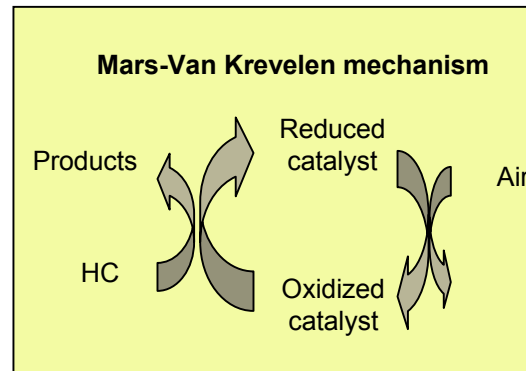 Mars-Van Krevelen mechanism
Reduced
catalyst
Products
Air
HC
Oxidized
catalyst